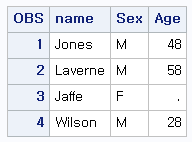 OBS name Sex Age
1 Jones M 48
2 Laverne M 58
3 Jaffe F .
4 Wilson M 28